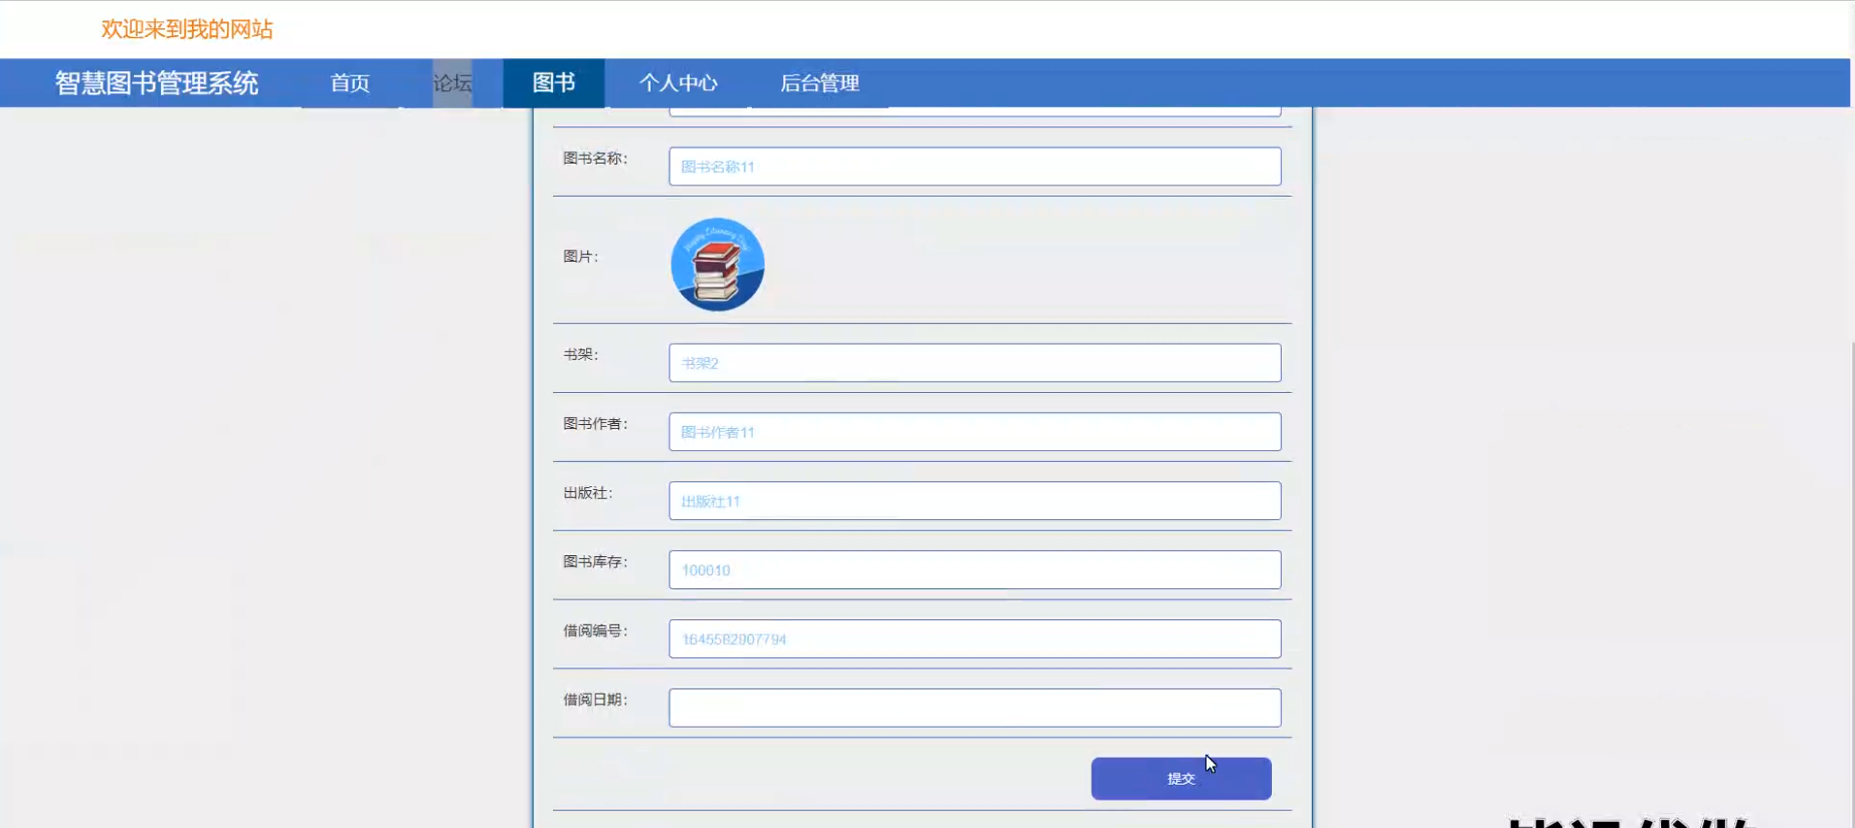 欢迎来到我的网站
智慧图书管理系统 首页 论坛 图书 个人中心 后台管理
图书名称： 图书名称11
图片：
书架： 书架2
图书作者： 图书作者11
出版社： 出版社11
图书库存： 100010
借阅编号： 1645582007794
借阅日期：
提交